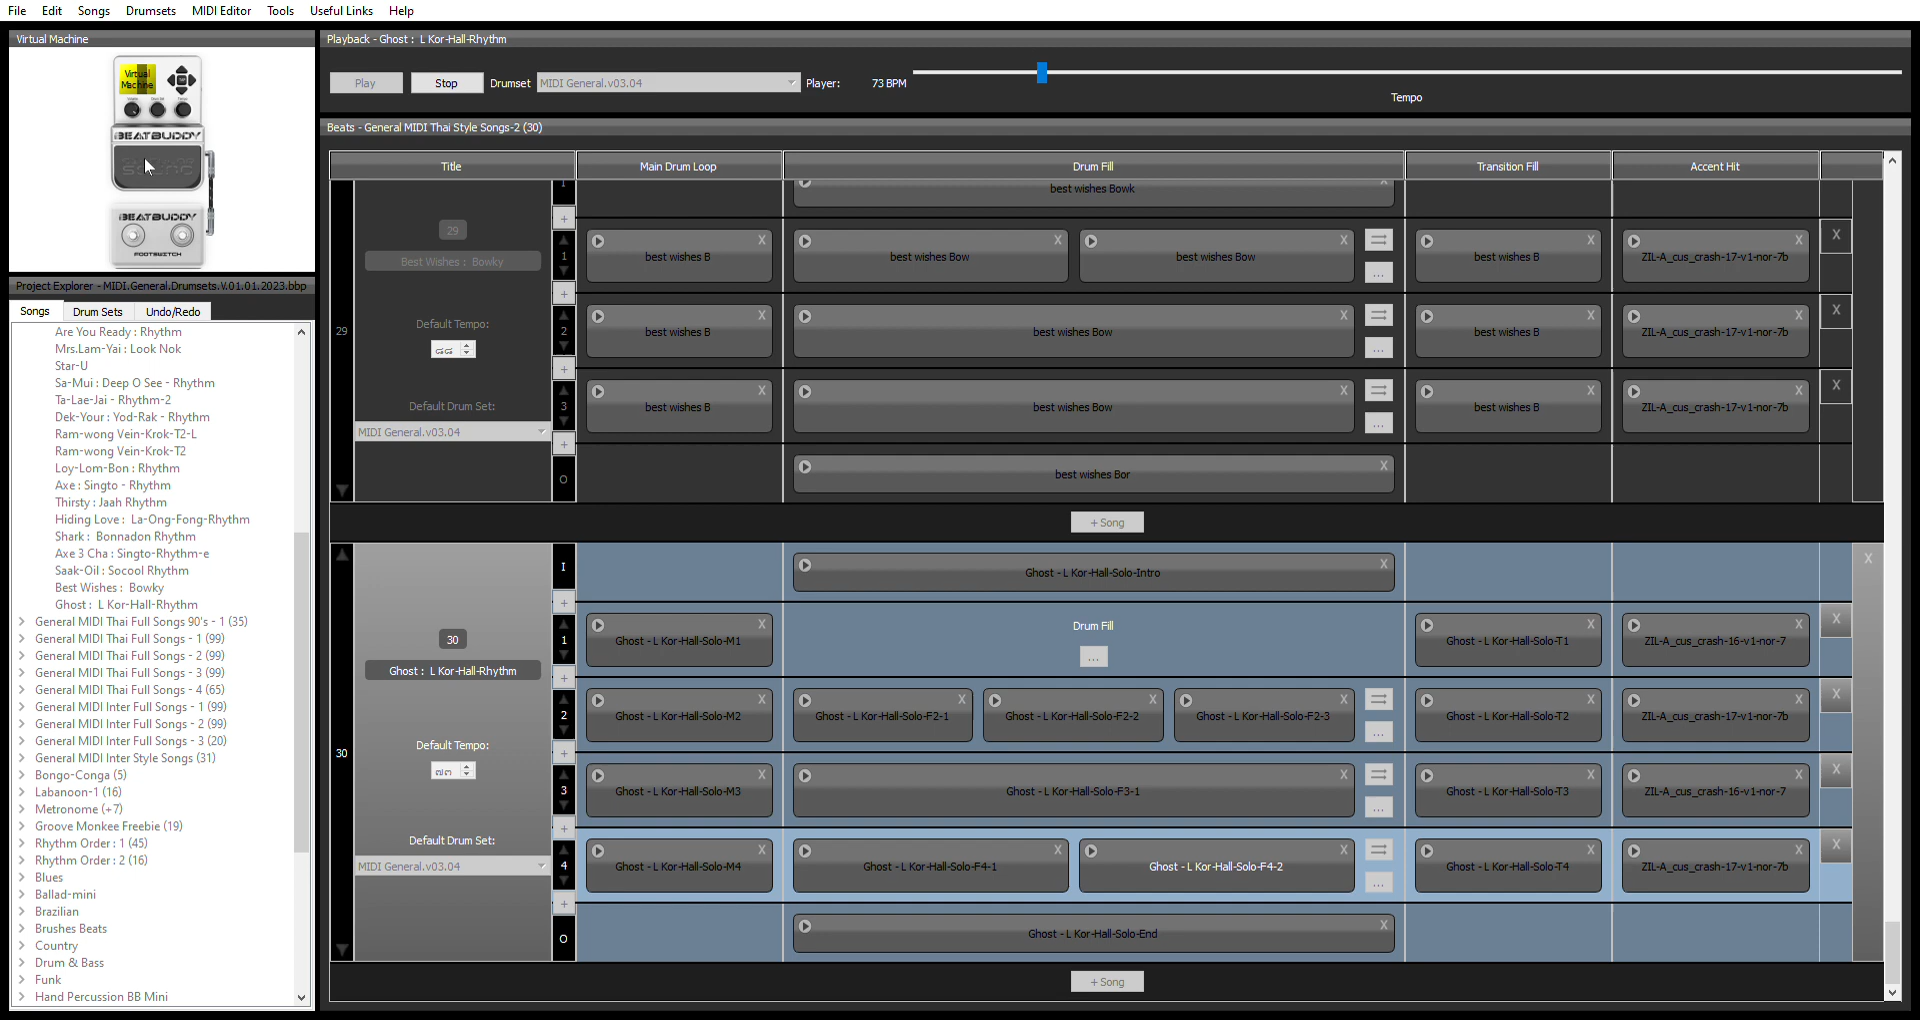 File Edit Songs Drumsets MIDI Editor Tools Useful Links Help
Virtual Machine
Virtual
Machine
BEATBUDDY
BEATBUDDY
FOOTSWITCH
Playback - Ghost : L Kor-Hall-Rhythm
Play Stop Drumset MIDI General.v03.04 Player: 73 BPM
Tempo
Project Explorer - MIDI.General.Drumsets.V.01.01.2023.bbp
Songs Drum Sets Undo/Redo
Are You Ready : Rhythm
Mrs.Lam-Yai : Look Nok
Star-U
Sa-Mui : Deep O See - Rhythm
Ta-Lae-Jai - Rhythm-2
Dek-Your : Yod-Rak - Rhythm
Ram-wong Vein-Krok-T2-L
Ram-wong Vein-Krok-T2
Loy-Lom-Bon : Rhythm
Axe : Singto - Rhythm
Thirsty : Jaah Rhythm
Hiding Love : La-Ong-Fong-Rhythm
Shark : Bonnadon Rhythm
Axe 3 Cha : Singto-Rhythm-e
Saak-Oil : Socool Rhythm
Best Wishes : Bowky
Ghost : L Kor-Hall-Rhythm
General MIDI Thai Full Songs 90's - 1 (35)
General MIDI Thai Full Songs - 1 (99)
General MIDI Thai Full Songs - 2 (99)
General MIDI Thai Full Songs - 3 (99)
General MIDI Thai Full Songs - 4 (65)
General MIDI Inter Full Songs - 1 (99)
General MIDI Inter Full Songs - 2 (99)
General MIDI Inter Full Songs - 3 (20)
General MIDI Inter Style Songs (31)
Bongo-Conga (5)
Labanoon-1 (16)
Metronome (+7)
Groove Monkee Freebie (19)
Rhythm Order : 1 (45)
Rhythm Order : 2 (16)
Blues
Ballad-mini
Brazilian
Brushes Beats
Country
Drum & Bass
Funk
Hand Percussion BB Mini
Beats - General MIDI Thai Style Songs-2 (30)
Title Main Drum Loop Drum Fill Transition Fill Accent Hit
I best wishes Bowk
29
29
Best Wishes : Bowky
Default Tempo:
๘๘
Default Drum Set:
MIDI General.v03.04
1 best wishes B best wishes Bow best wishes Bow ... best wishes B ZIL-A_cus_crash-17-v1-nor-7b X
2 best wishes B best wishes Bow ... best wishes B ZIL-A_cus_crash-17-v1-nor-7b X
3 best wishes B best wishes Bow ... best wishes B ZIL-A_cus_crash-17-v1-nor-7b X
O best wishes Bor X
+ Song
30
30
Ghost : L Kor-Hall-Rhythm
Default Tempo:
๗๓
Default Drum Set:
MIDI General.v03.04
I Ghost - L Kor-Hall-Solo-Intro X
1 Ghost - L Kor-Hall-Solo-M1 Drum Fill ... Ghost - L Kor-Hall-Solo-T1 ZIL-A_cus_crash-16-v1-nor-7 X
2 Ghost - L Kor-Hall-Solo-M2 Ghost - L Kor-Hall-Solo-F2-1 Ghost - L Kor-Hall-Solo-F2-2 Ghost - L Kor-Hall-Solo-F2-3 ... Ghost - L Kor-Hall-Solo-T2 ZIL-A_cus_crash-17-v1-nor-7b X
3 Ghost - L Kor-Hall-Solo-M3 Ghost - L Kor-Hall-Solo-F3-1 ... Ghost - L Kor-Hall-Solo-T3 ZIL-A_cus_crash-16-v1-nor-7 X
4 Ghost - L Kor-Hall-Solo-M4 Ghost - L Kor-Hall-Solo-F4-1 Ghost - L Kor-Hall-Solo-F4-2 ... Ghost - L Kor-Hall-Solo-T4 ZIL-A_cus_crash-17-v1-nor-7b X
O Ghost - L Kor-Hall-Solo-End X
+ Song